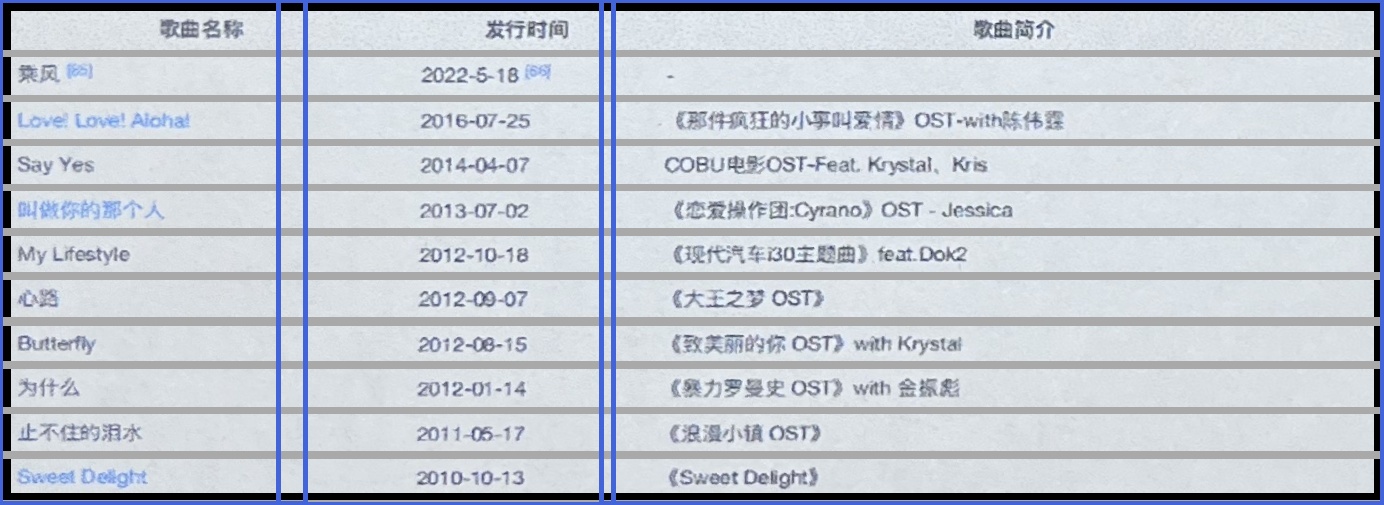 歌曲名称 发行时间 歌曲简介
乘风 [65] 2022-5-18 [66] -
Love! Love! Aloha! 2016-07-25 《那件疯狂的小事叫爱情》OST-with陈伟霆
Say Yes 2014-04-07 COBU电影OST-Feat. Krystal、Kris
叫做你的那个人 2013-07-02 《恋爱操作团:Cyrano》OST - Jessica
My Lifestyle 2012-10-18 《现代汽车i30主题曲》feat.Dok2
心路 2012-09-07 《大王之梦 OST》
Butterfly 2012-08-15 《致美丽的你 OST》with Krystal
为什么 2012-01-14 《暴力罗曼史 OST》with 金振彪
止不住的泪水 2011-05-17 《浪漫小镇 OST》
Sweet Delight 2010-10-13 《Sweet Delight》